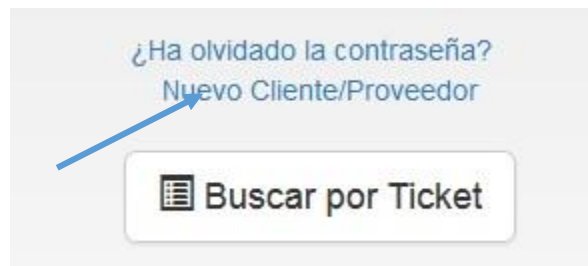 ¿Ha olvidado la contraseña?
Nuevo Cliente/Proveedor
Buscar por Ticket